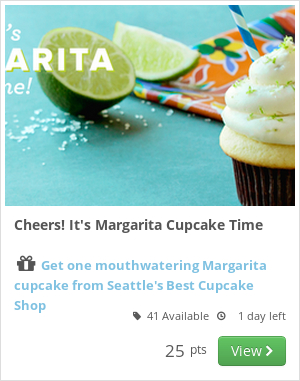 's
ARITA
me!
Cheers! It's Margarita Cupcake Time
Get one mouthwatering Margarita
cupcake from Seattle's Best Cupcake
Shop
41 Available 1 day left
25 pts View